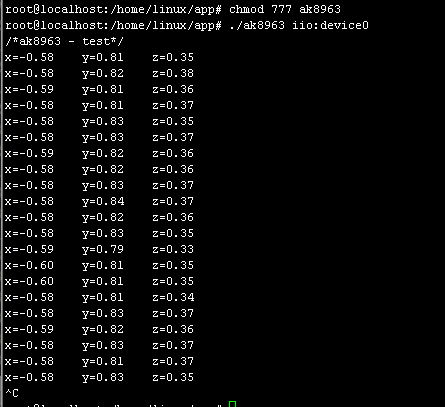 root@localhost:/home/linux/app# chmod 777 ak8963
root@localhost:/home/linux/app# ./ak8963 iio:device0
/*ak8963 - test*/
x=-0.58 y=0.81 z=0.35
x=-0.58 y=0.82 z=0.38
x=-0.59 y=0.81 z=0.36
x=-0.58 y=0.81 z=0.37
x=-0.58 y=0.83 z=0.35
x=-0.58 y=0.83 z=0.37
x=-0.59 y=0.82 z=0.36
x=-0.58 y=0.82 z=0.36
x=-0.58 y=0.83 z=0.37
x=-0.58 y=0.84 z=0.37
x=-0.58 y=0.82 z=0.36
x=-0.58 y=0.83 z=0.35
x=-0.59 y=0.79 z=0.33
x=-0.60 y=0.81 z=0.35
x=-0.60 y=0.81 z=0.35
x=-0.58 y=0.81 z=0.34
x=-0.58 y=0.83 z=0.37
x=-0.59 y=0.82 z=0.36
x=-0.58 y=0.83 z=0.37
x=-0.58 y=0.81 z=0.37
x=-0.58 y=0.83 z=0.35
^C